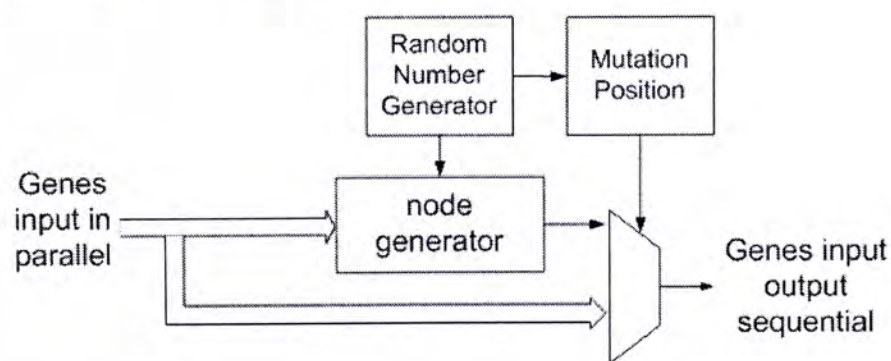 Random
Number
Generator
Mutation
Position
Genes
input in
parallel
node
generator
Genes input
output
sequential